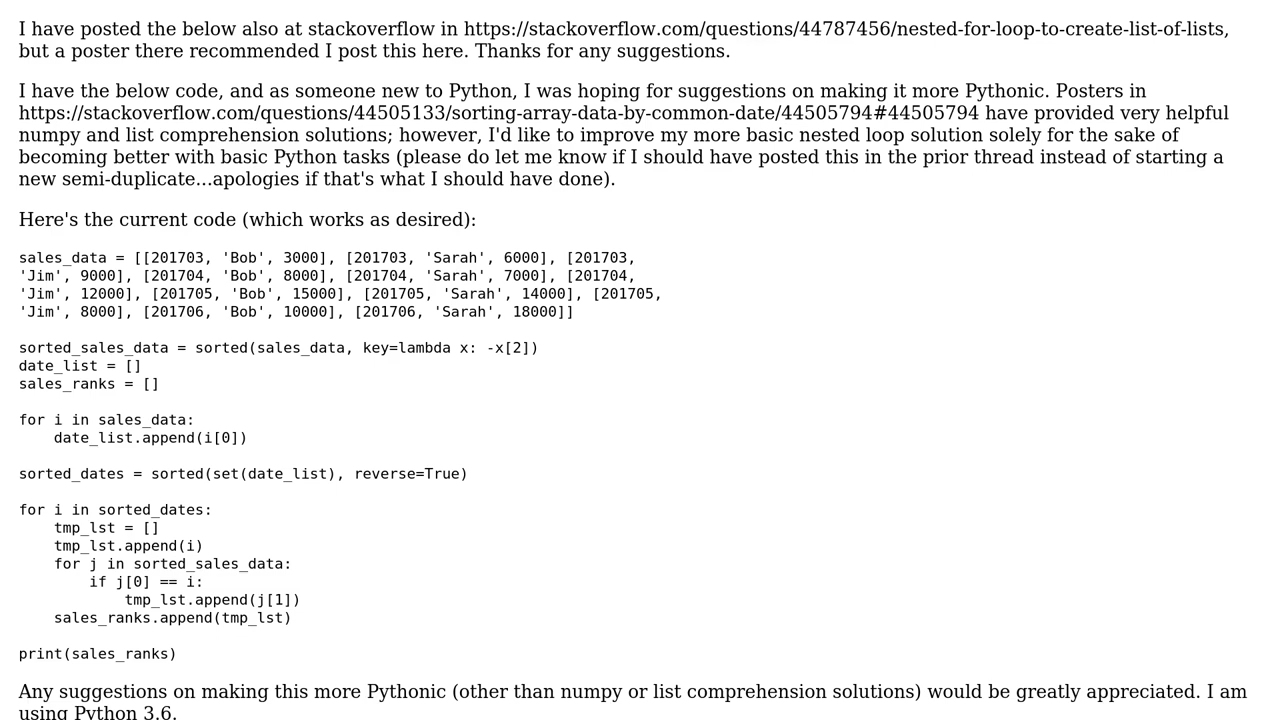 I have posted the below also at stackoverflow in https://stackoverflow.com/questions/44787456/nested-for-loop-to-create-list-of-lists,
but a poster there recommended I post this here. Thanks for any suggestions.
I have the below code, and as someone new to Python, I was hoping for suggestions on making it more Pythonic. Posters in
https://stackoverflow.com/questions/44505133/sorting-array-data-by-common-date/44505794#44505794 have provided very helpful
numpy and list comprehension solutions; however, I'd like to improve my more basic nested loop solution solely for the sake of
becoming better with basic Python tasks (please do let me know if I should have posted this in the prior thread instead of starting a
new semi-duplicate...apologies if that's what I should have done).
Here's the current code (which works as desired):
sales_data = [[201703, 'Bob', 3000], [201703, 'Sarah', 6000], [201703,
'Jim', 9000], [201704, 'Bob', 8000], [201704, 'Sarah', 7000], [201704,
'Jim', 12000], [201705, 'Bob', 15000], [201705, 'Sarah', 14000], [201705,
'Jim', 8000], [201706, 'Bob', 10000], [201706, 'Sarah', 18000]]
sorted_sales_data = sorted(sales_data, key=lambda x: -x[2])
date_list = []
sales_ranks = []
for i in sales_data:
    date_list.append(i[0])
sorted_dates = sorted(set(date_list), reverse=True)
for i in sorted_dates:
    tmp_lst = []
    tmp_lst.append(i)
    for j in sorted_sales_data:
        if j[0] == i:
            tmp_lst.append(j[1])
    sales_ranks.append(tmp_lst)
print(sales_ranks)
Any suggestions on making this more Pythonic (other than numpy or list comprehension solutions) would be greatly appreciated. I am
using Python 3.6.